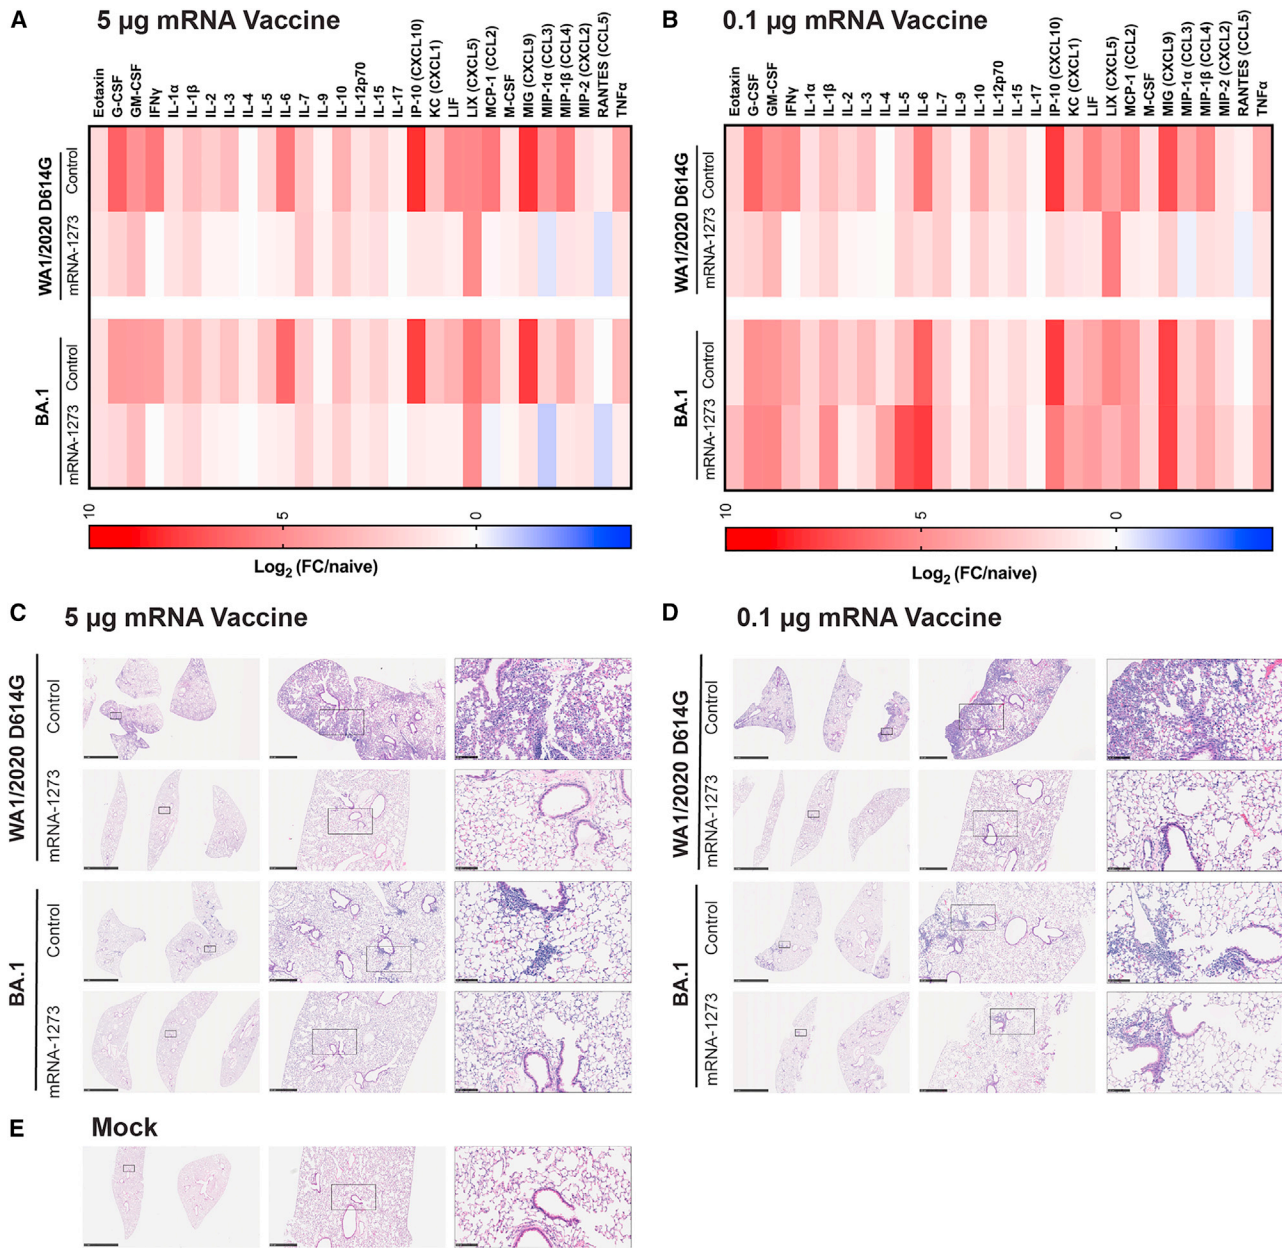 A 5 µg mRNA Vaccine
Eotaxin
G-CSF
GM-CSF
IFNγ
IL-1α
IL-1β
IL-2
IL-3
IL-4
IL-5
IL-6
IL-7
IL-9
IL-10
IL-12p70
IL-15
IL-17
IP-10 (CXCL10)
KC (CXCL1)
LIF
LIX (CXCL5)
MCP-1 (CCL2)
M-CSF
MIG (CXCL9)
MIP-1α (CCL3)
MIP-1β (CCL4)
MIP-2 (CXCL2)
RANTES (CCL5)
TNFα
WA1/2020 D614G
Control
mRNA-1273
BA.1
Control
mRNA-1273
10 5 0
Log2 (FC/naive)
B 0.1 µg mRNA Vaccine
Eotaxin
G-CSF
GM-CSF
IFNγ
IL-1α
IL-1β
IL-2
IL-3
IL-4
IL-5
IL-6
IL-7
IL-9
IL-10
IL-12p70
IL-15
IL-17
IP-10 (CXCL10)
KC (CXCL1)
LIF
LIX (CXCL5)
MCP-1 (CCL2)
M-CSF
MIG (CXCL9)
MIP-1α (CCL3)
MIP-1β (CCL4)
MIP-2 (CXCL2)
RANTES (CCL5)
TNFα
WA1/2020 D614G
Control
mRNA-1273
BA.1
Control
mRNA-1273
10 5 0
Log2 (FC/naive)
C 5 µg mRNA Vaccine
WA1/2020 D614G
Control
mRNA-1273
BA.1
Control
mRNA-1273
D 0.1 µg mRNA Vaccine
WA1/2020 D614G
Control
mRNA-1273
BA.1
Control
mRNA-1273
E Mock